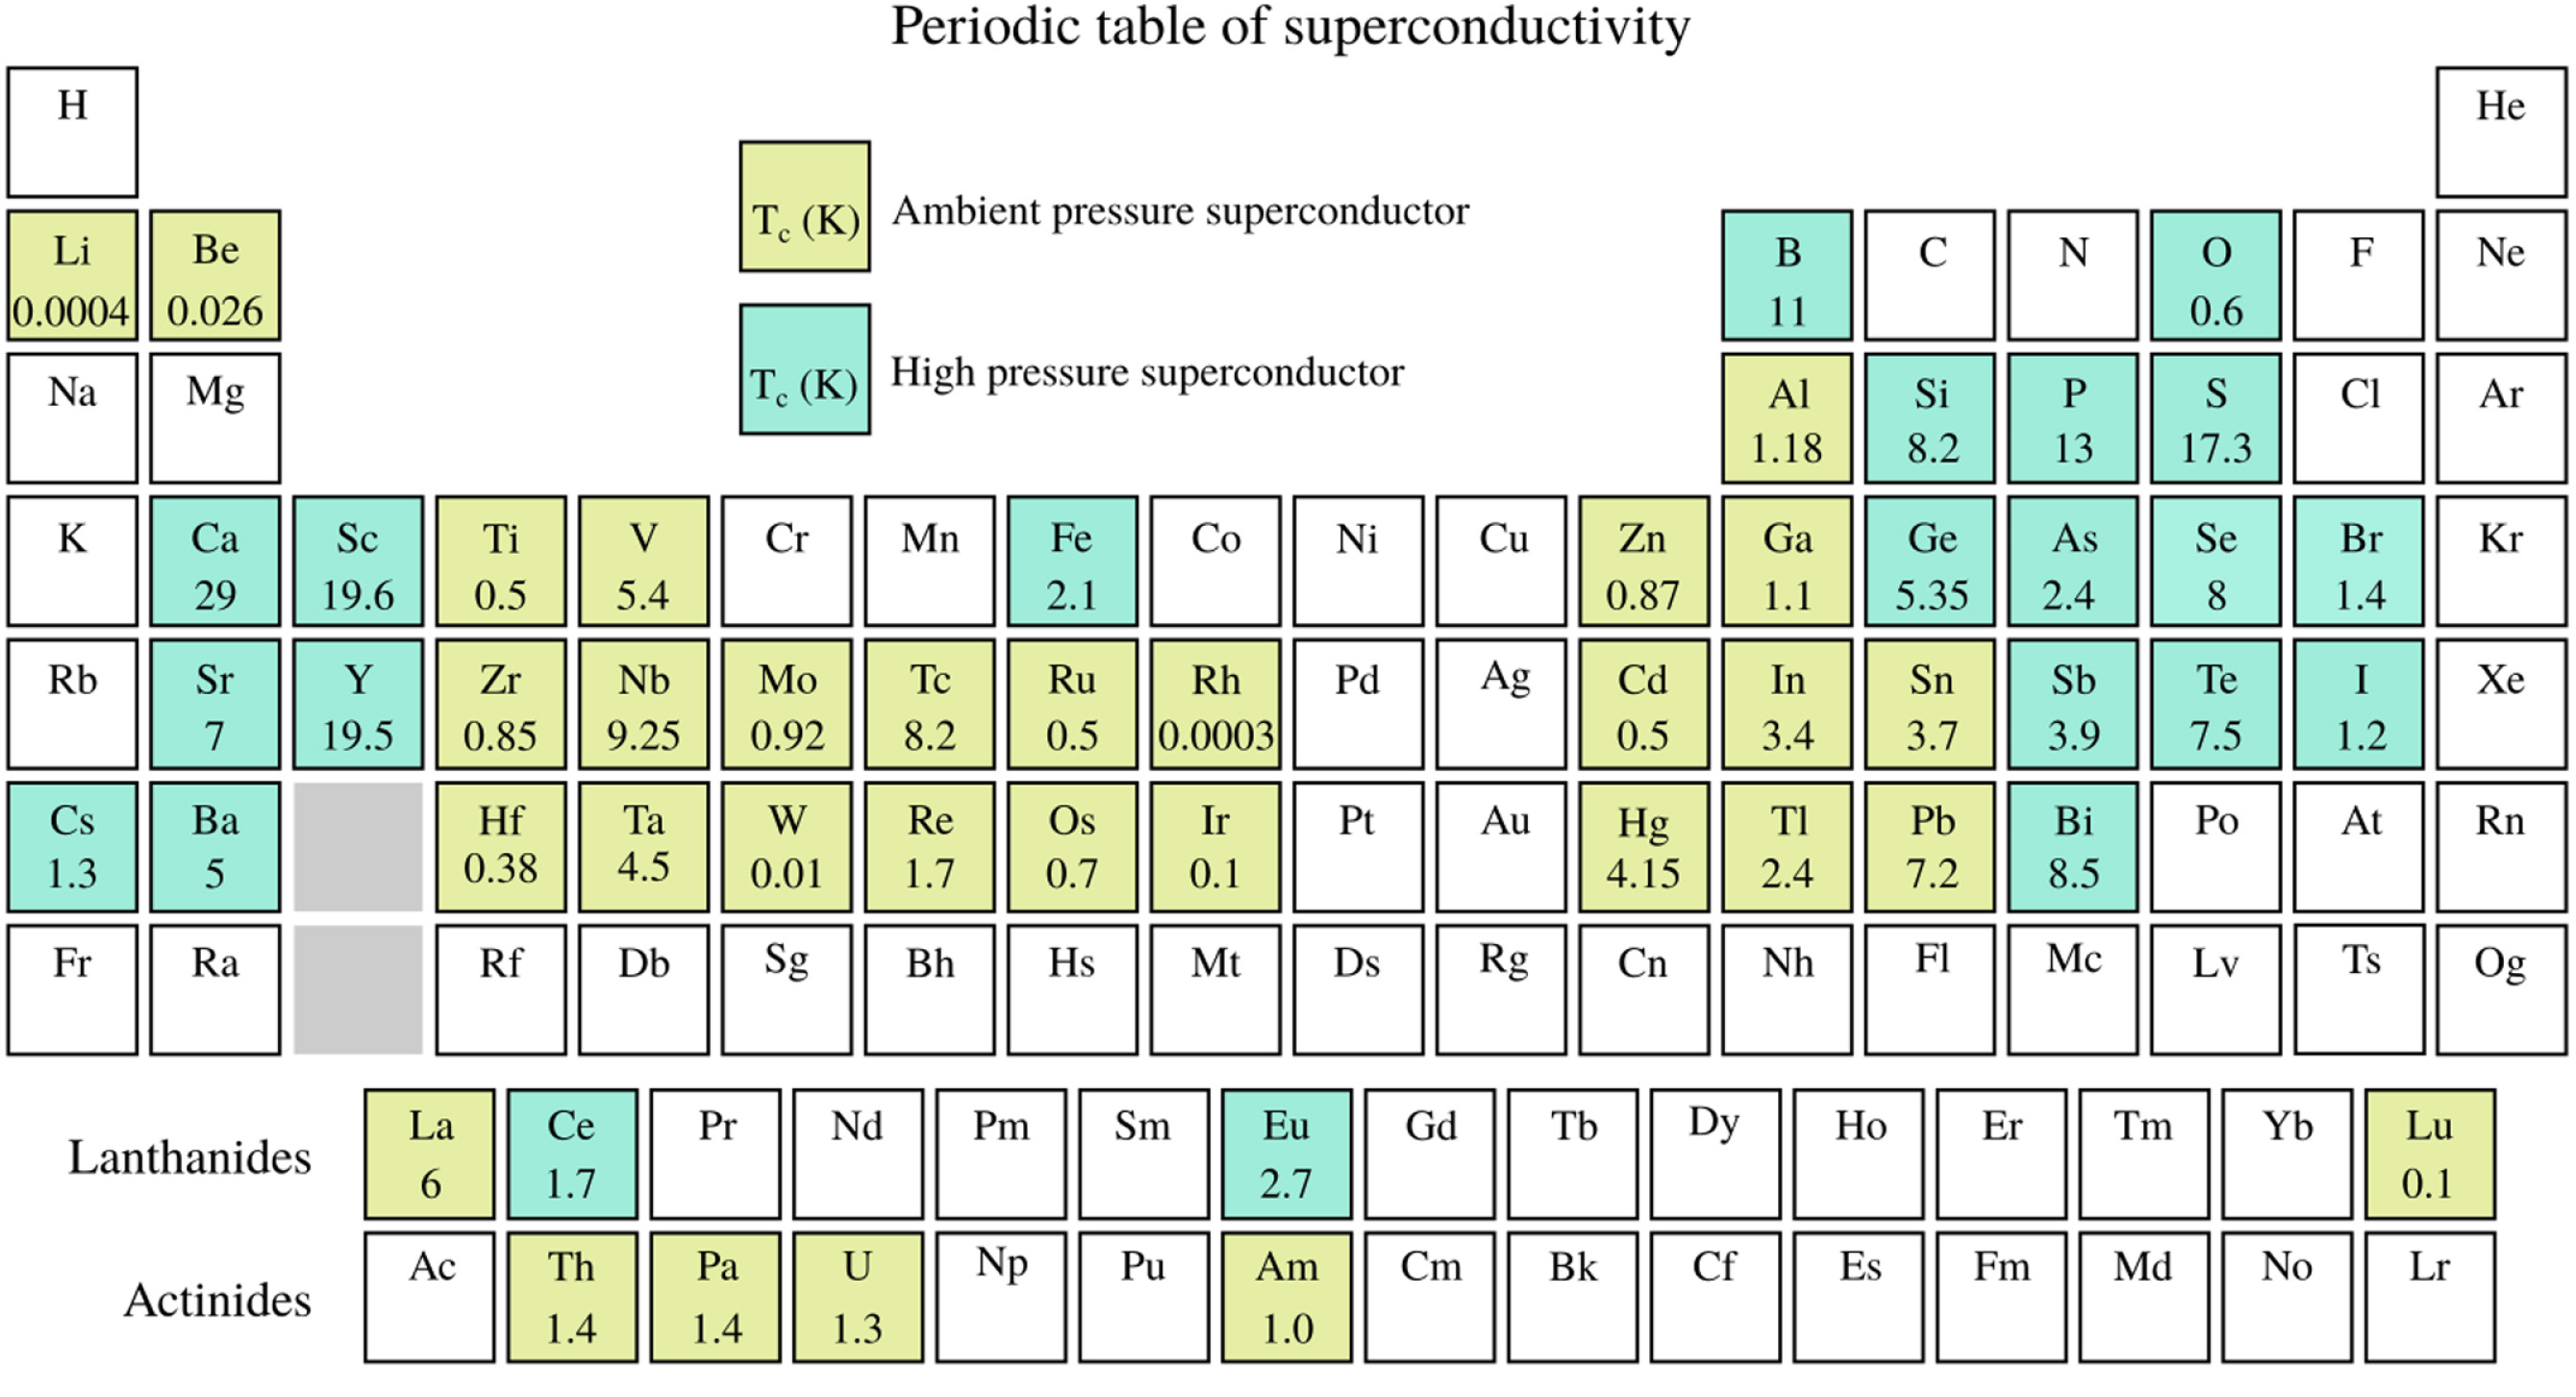 Periodic table of superconductivity
H He
T_c (K) Ambient pressure superconductor
Li Be B C N O F Ne
0.0004 0.026 11 0.6
T_c (K) High pressure superconductor
Na Mg Al Si P S Cl Ar
1.18 8.2 13 17.3
K Ca Sc Ti V Cr Mn Fe Co Ni Cu Zn Ga Ge As Se Br Kr
29 19.6 0.5 5.4 2.1 0.87 1.1 5.35 2.4 8 1.4
Rb Sr Y Zr Nb Mo Tc Ru Rh Pd Ag Cd In Sn Sb Te I Xe
7 19.5 0.85 9.25 0.92 8.2 0.5 0.0003 0.5 3.4 3.7 3.9 7.5 1.2
Cs Ba Hf Ta W Re Os Ir Pt Au Hg Tl Pb Bi Po At Rn
1.3 5 0.38 4.5 0.01 1.7 0.7 0.1 4.15 2.4 7.2 8.5
Fr Ra Rf Db Sg Bh Hs Mt Ds Rg Cn Nh Fl Mc Lv Ts Og
Lanthanides La Ce Pr Nd Pm Sm Eu Gd Tb Dy Ho Er Tm Yb Lu
6 1.7 2.7 0.1
Actinides Ac Th Pa U Np Pu Am Cm Bk Cf Es Fm Md No Lr
1.4 1.4 1.3 1.0